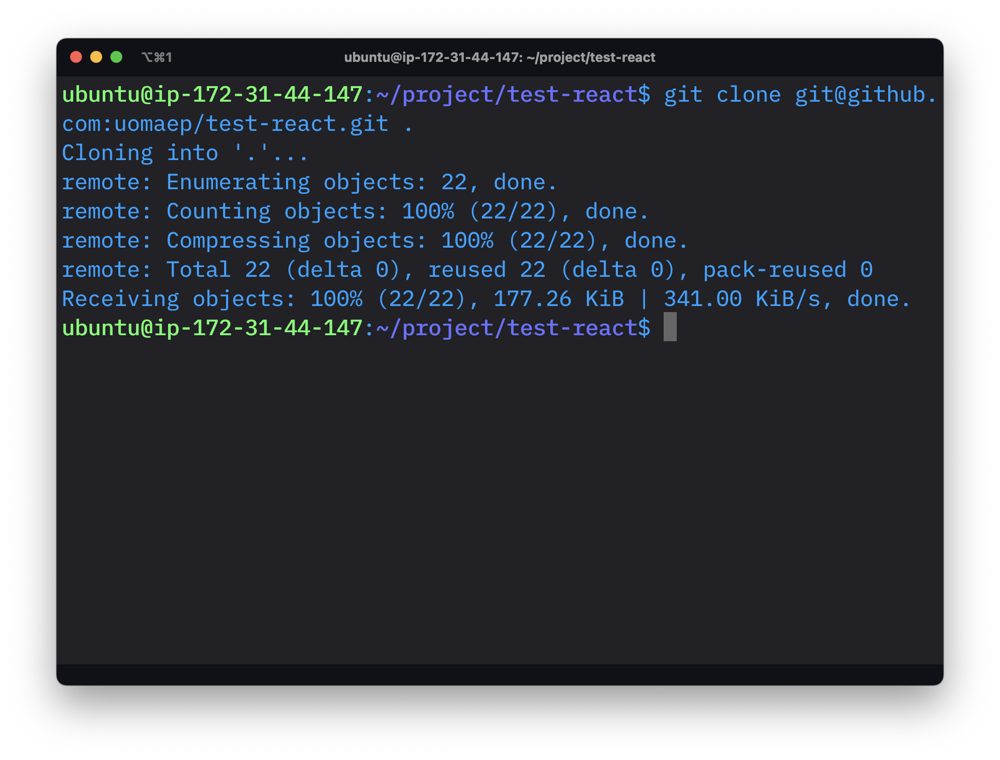 ⌥⌘1 ubuntu@ip-172-31-44-147: ~/project/test-react
ubuntu@ip-172-31-44-147:~/project/test-react$ git clone git@github.
com:uomaep/test-react.git .
Cloning into '.'...
remote: Enumerating objects: 22, done.
remote: Counting objects: 100% (22/22), done.
remote: Compressing objects: 100% (22/22), done.
remote: Total 22 (delta 0), reused 22 (delta 0), pack-reused 0
Receiving objects: 100% (22/22), 177.26 KiB | 341.00 KiB/s, done.
ubuntu@ip-172-31-44-147:~/project/test-react$